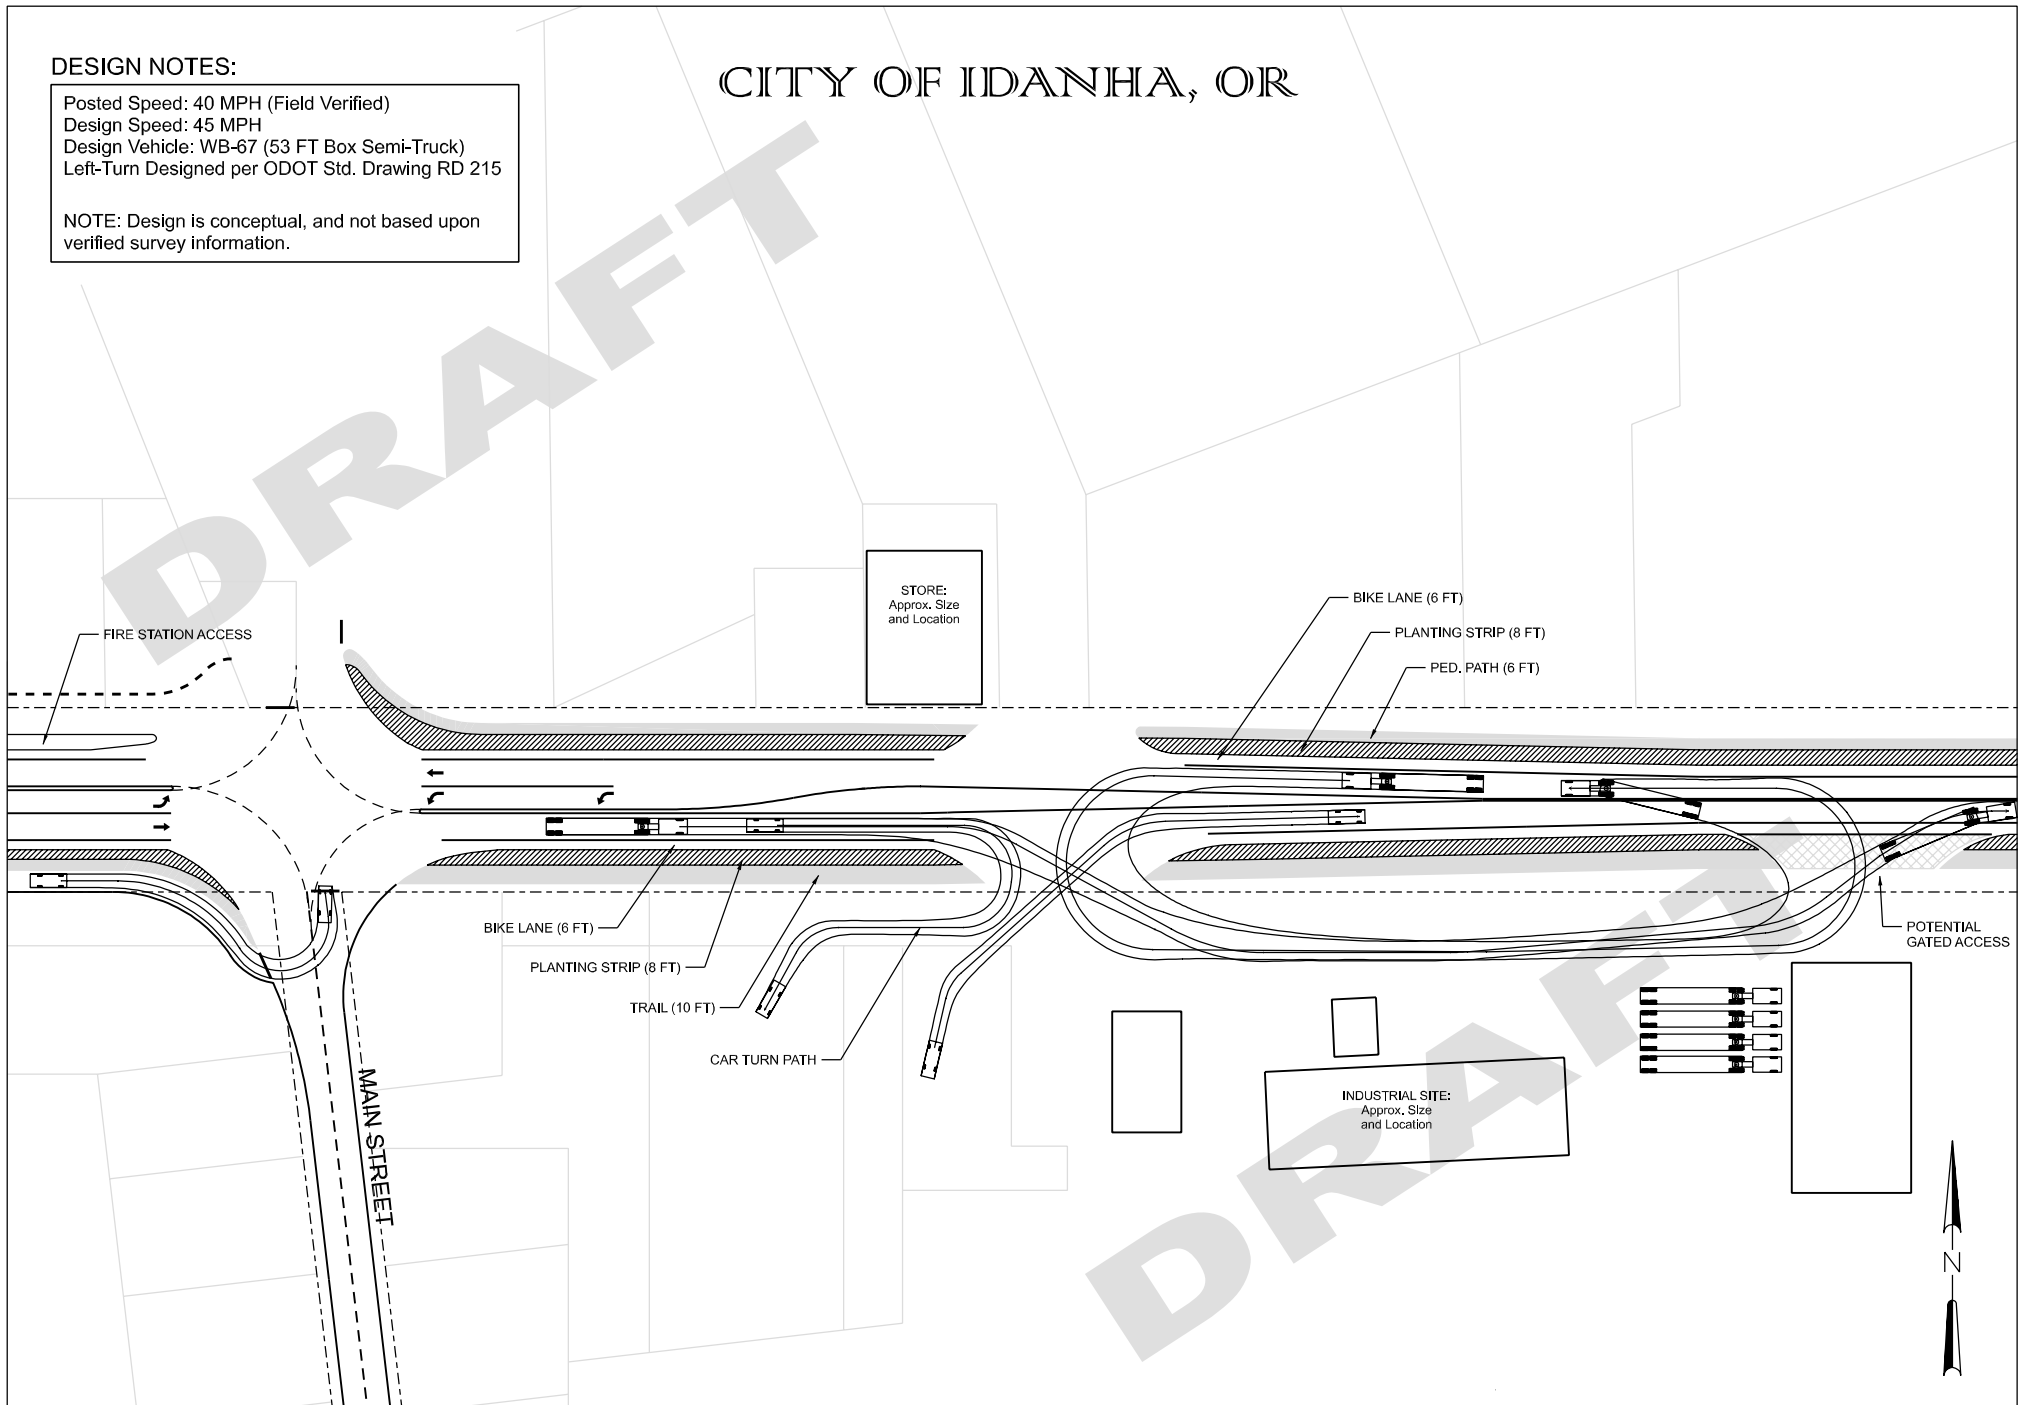 DESIGN NOTES:
Posted Speed: 40 MPH (Field Verified)
Design Speed: 45 MPH
Design Vehicle: WB-67 (53 FT Box Semi-Truck)
Left-Turn Designed per ODOT Std. Drawing RD 215
NOTE: Design is conceptual, and not based upon
verified survey information.
CITY OF IDANHA, OR
DRAFT
STORE:
Approx. Size
and Location
BIKE LANE (6 FT)
PLANTING STRIP (8 FT)
PED. PATH (6 FT)
FIRE STATION ACCESS
BIKE LANE (6 FT)
PLANTING STRIP (8 FT)
TRAIL (10 FT)
CAR TURN PATH
POTENTIAL
GATED ACCESS
MAIN STREET
INDUSTRIAL SITE:
Approx. Size
and Location
DRAFT
N